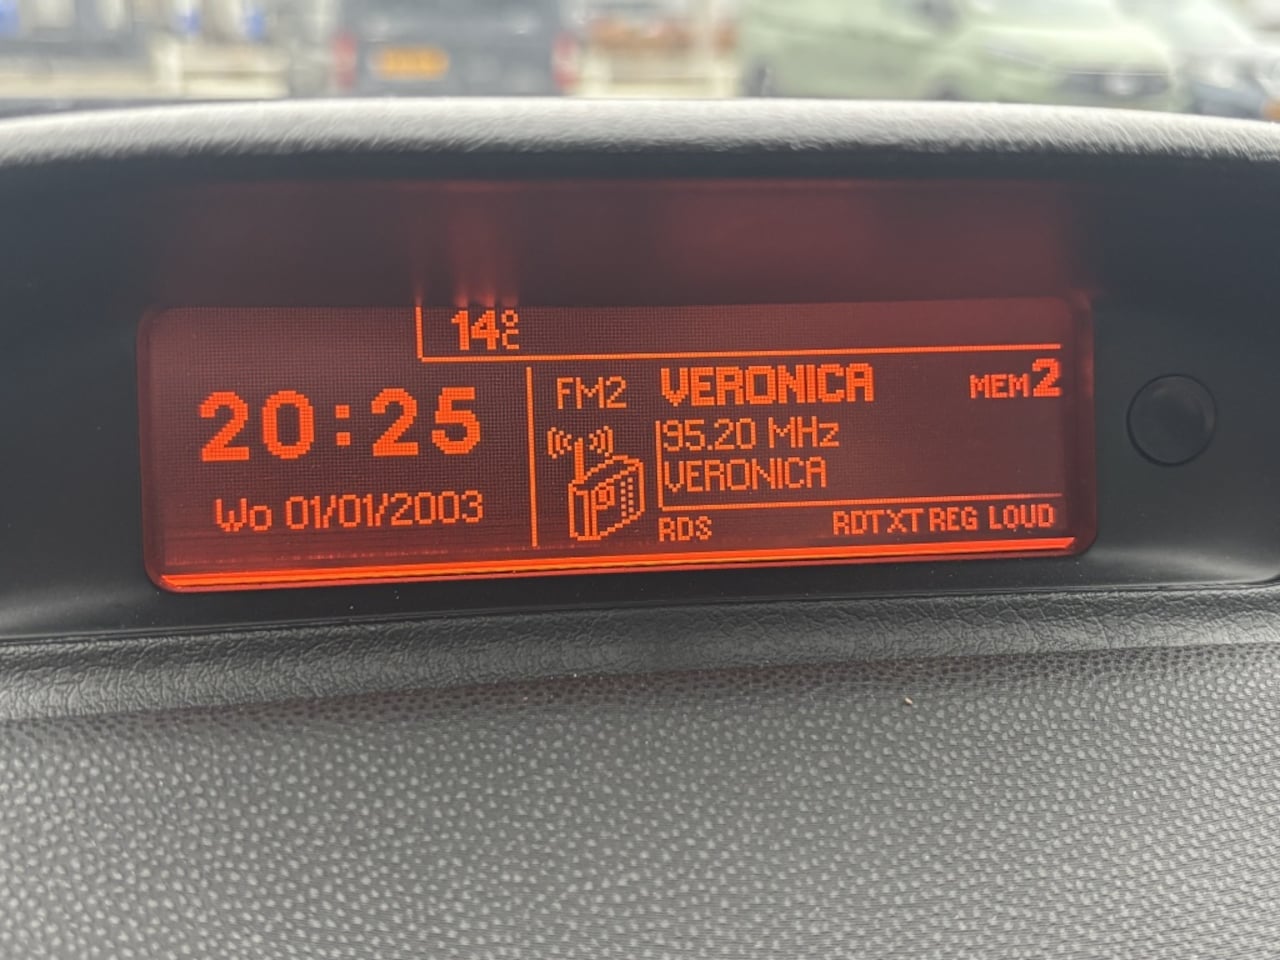 14°C
20:25
Wo 01/01/2003
FM2 VERONICA MEM2
95.20 MHz
VERONICA
RDS RDTXT REG LOUD